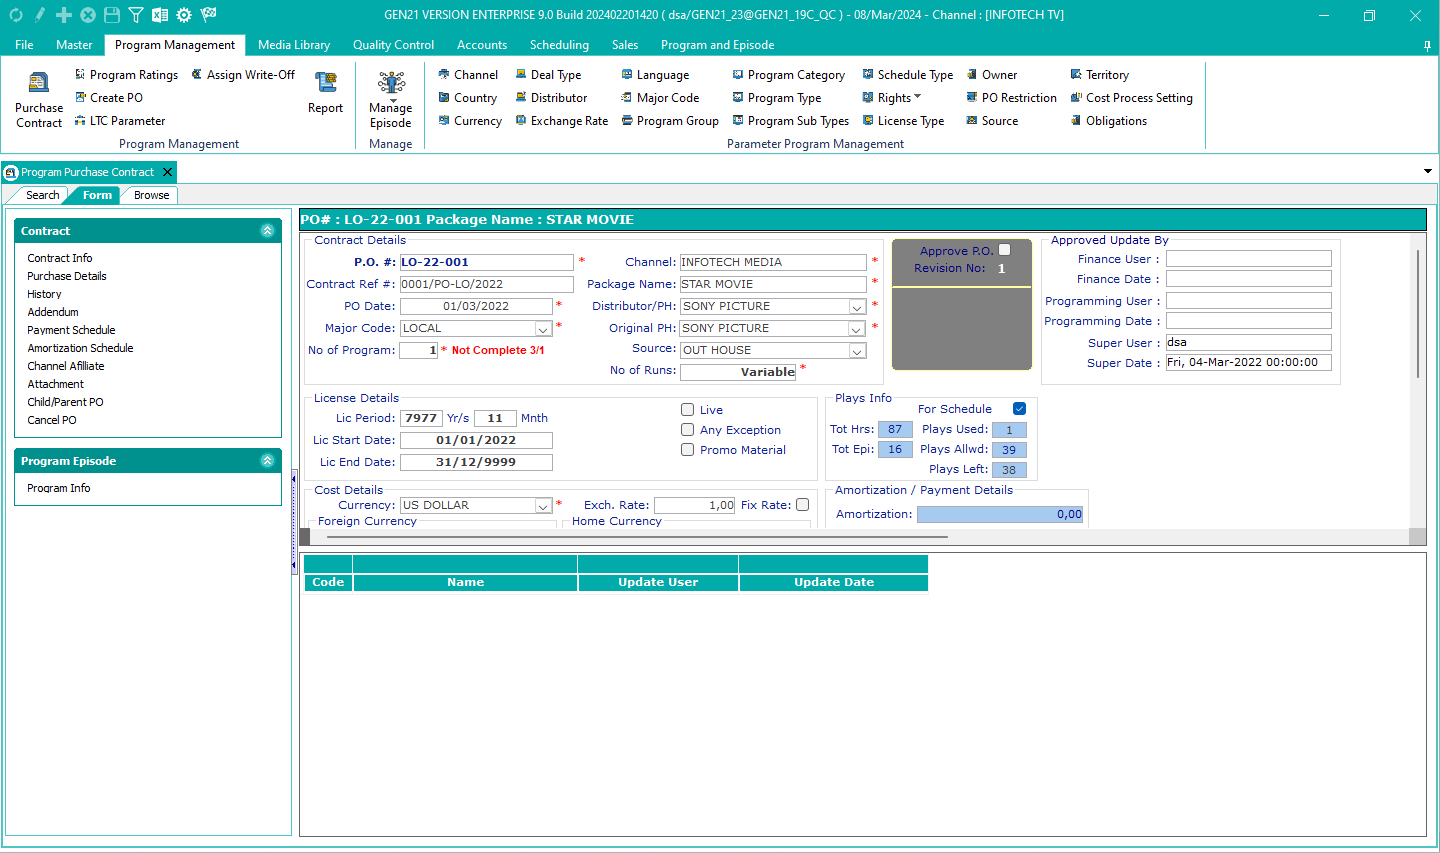 GEN21 VERSION ENTERPRISE 9.0 Build 202402201420 ( dsa/GEN21_23@GEN21_19C_QC ) - 08/Mar/2024 - Channel : [INFOTECH TV]
File Master Program Management Media Library Quality Control Accounts Scheduling Sales Program and Episode
Program Ratings Assign Write-Off Channel Deal Type Language Program Category Schedule Type Owner Territory
Create PO Country Distributor Major Code Program Type Rights PO Restriction Cost Process Setting
Purchase Contract Report Manage Episode
LTC Parameter Currency Exchange Rate Program Group Program Sub Types License Type Source Obligations
Program Management Manage Parameter Program Management
Program Purchase Contract
Search Form Browse
Contract
Contract Info
Purchase Details
History
Addendum
Payment Schedule
Amortization Schedule
Channel Afilliate
Attachment
Child/Parent PO
Cancel PO
Program Episode
Program Info
PO# : LO-22-001 Package Name : STAR MOVIE
Contract Details
P.O. #: LO-22-001 * Channel: INFOTECH MEDIA *
Contract Ref #: 0001/PO-LO/2022 Package Name: STAR MOVIE *
PO Date: 01/03/2022 * Distributor/PH: SONY PICTURE *
Major Code: LOCAL * Original PH: SONY PICTURE *
No of Program: 1 * Not Complete 3/1 Source: OUT HOUSE
No of Runs: Variable *
Approve P.O.
Revision No: 1
Approved Update By
Finance User :
Finance Date :
Programming User :
Programming Date :
Super User : dsa
Super Date : Fri, 04-Mar-2022 00:00:00
License Details
Lic Period: 7977 Yr/s 11 Mnth
Lic Start Date: 01/01/2022
Lic End Date: 31/12/9999
Live
Any Exception
Promo Material
Plays Info
For Schedule
Tot Hrs: 87 Plays Used: 1
Tot Epi: 16 Plays Allwd: 39
Plays Left: 38
Cost Details
Currency: US DOLLAR * Exch. Rate: 1,00 Fix Rate:
Foreign Currency Home Currency
Amortization / Payment Details
Amortization: 0,00
Code Name Update User Update Date